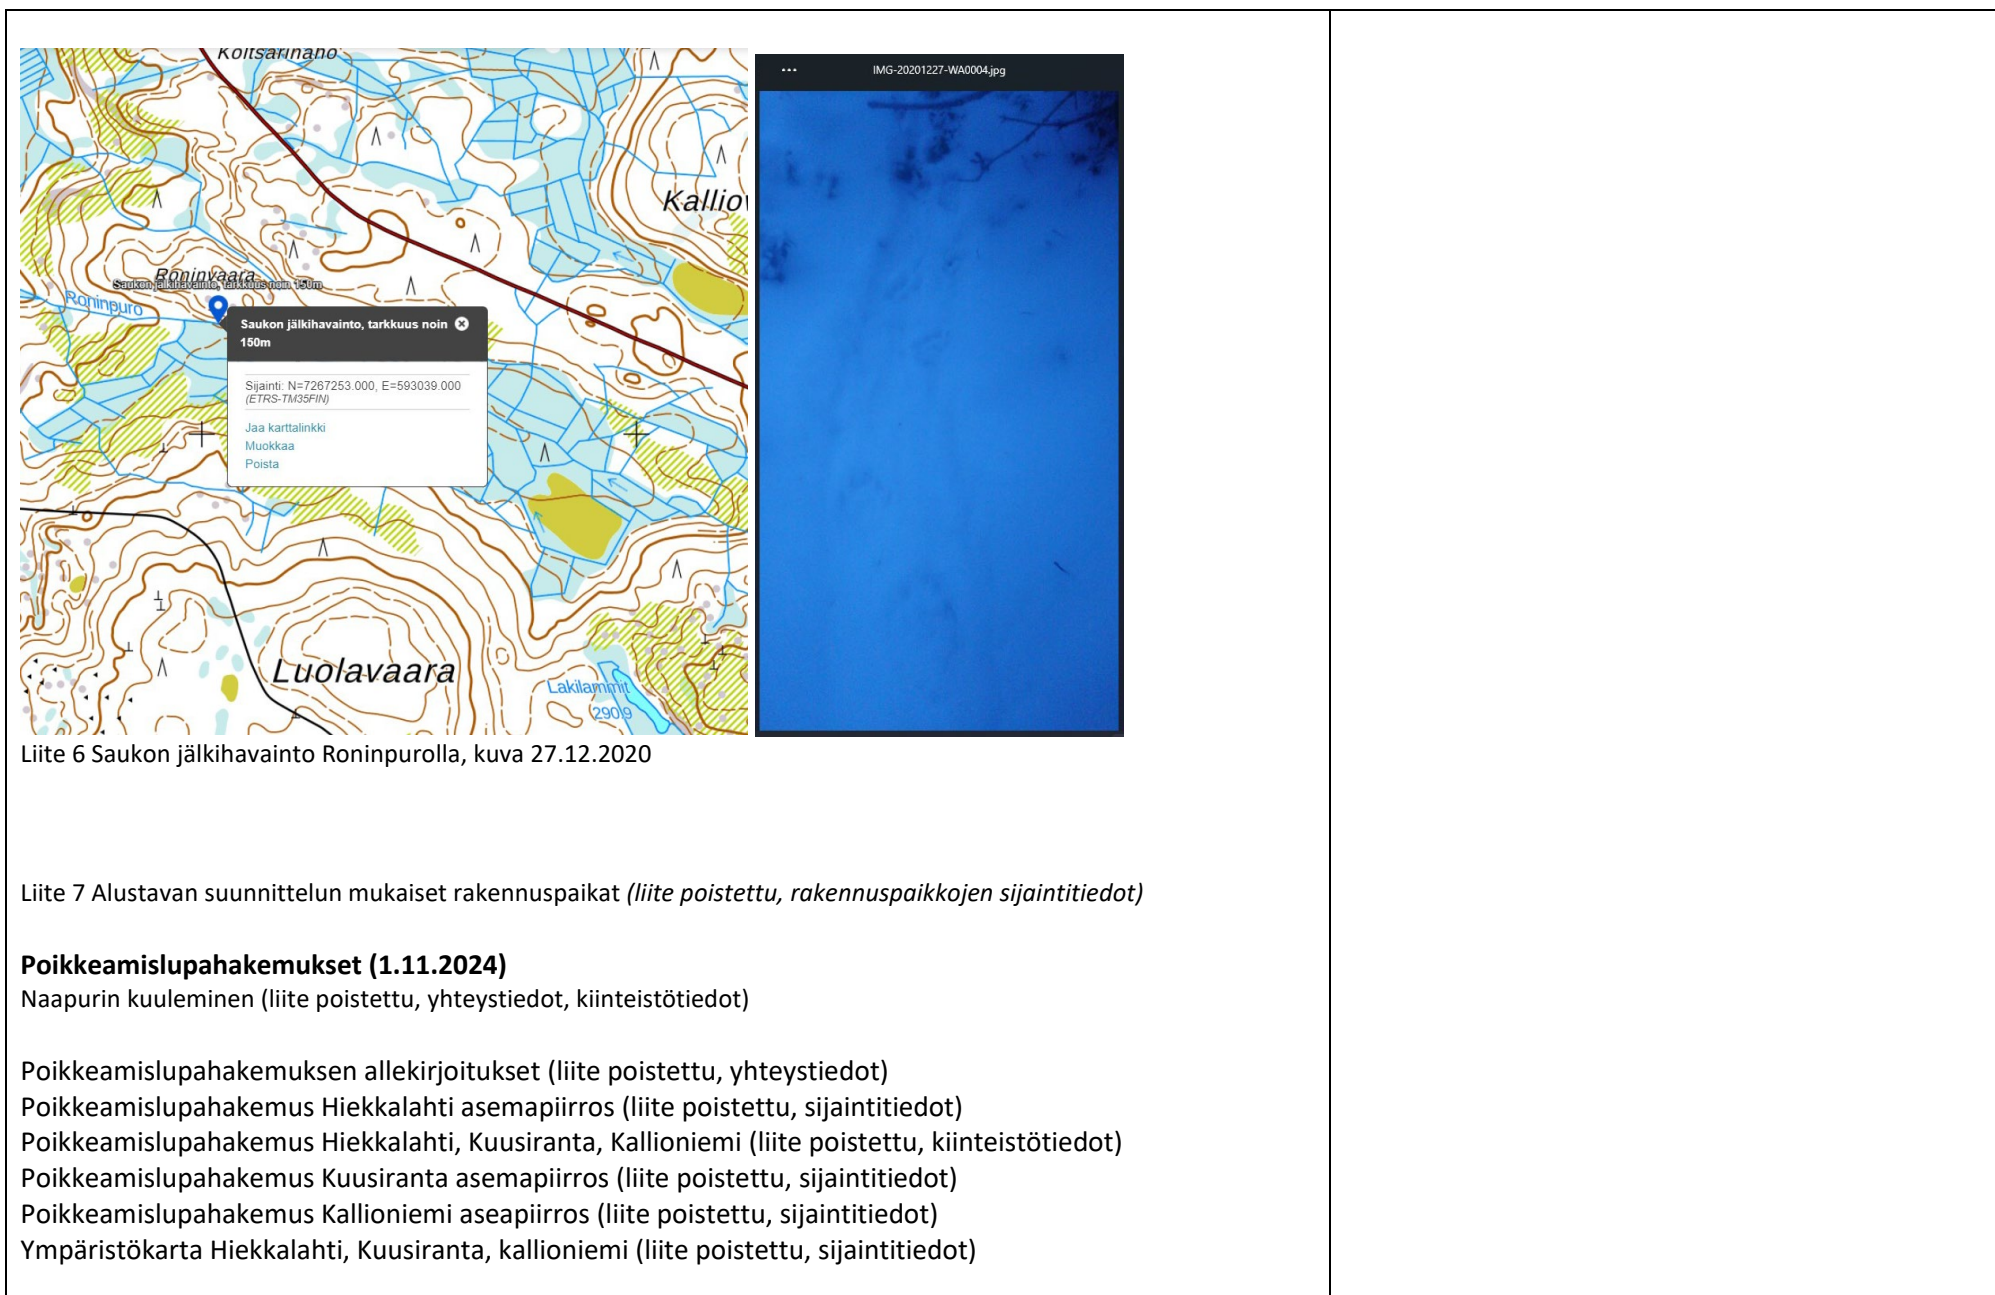 Koitsarinaho
Kallio
Roninvaara
Saukon jälkihavainto, tarkkuus noin 150m
Roninpuro
Saukon jälkihavainto, tarkkuus noin
150m
Sijainti: N=7267253.000, E=593039.000
(ETRS-TM35FIN)
Jaa karttalinkki
Muokkaa
Poista
Luolavaara
Lakilammit
290.9
... IMG-20201227-WA0004.jpg
Liite 6 Saukon jälkihavainto Roninpurolla, kuva 27.12.2020
Liite 7 Alustavan suunnittelun mukaiset rakennuspaikat (liite poistettu, rakennuspaikkojen sijaintitiedot)
Poikkeamislupahakemukset (1.11.2024)
Naapurin kuuleminen (liite poistettu, yhteystiedot, kiinteistötiedot)
Poikkeamislupahakemuksen allekirjoitukset (liite poistettu, yhteystiedot)
Poikkeamislupahakemus Hiekkalahti asemapiirros (liite poistettu, sijaintitiedot)
Poikkeamislupahakemus Hiekkalahti, Kuusiranta, Kallioniemi (liite poistettu, kiinteistötiedot)
Poikkeamislupahakemus Kuusiranta asemapiirros (liite poistettu, sijaintitiedot)
Poikkeamislupahakemus Kallioniemi aseapiirros (liite poistettu, sijaintitiedot)
Ympäristökarta Hiekkalahti, Kuusiranta, kallioniemi (liite poistettu, sijaintitiedot)